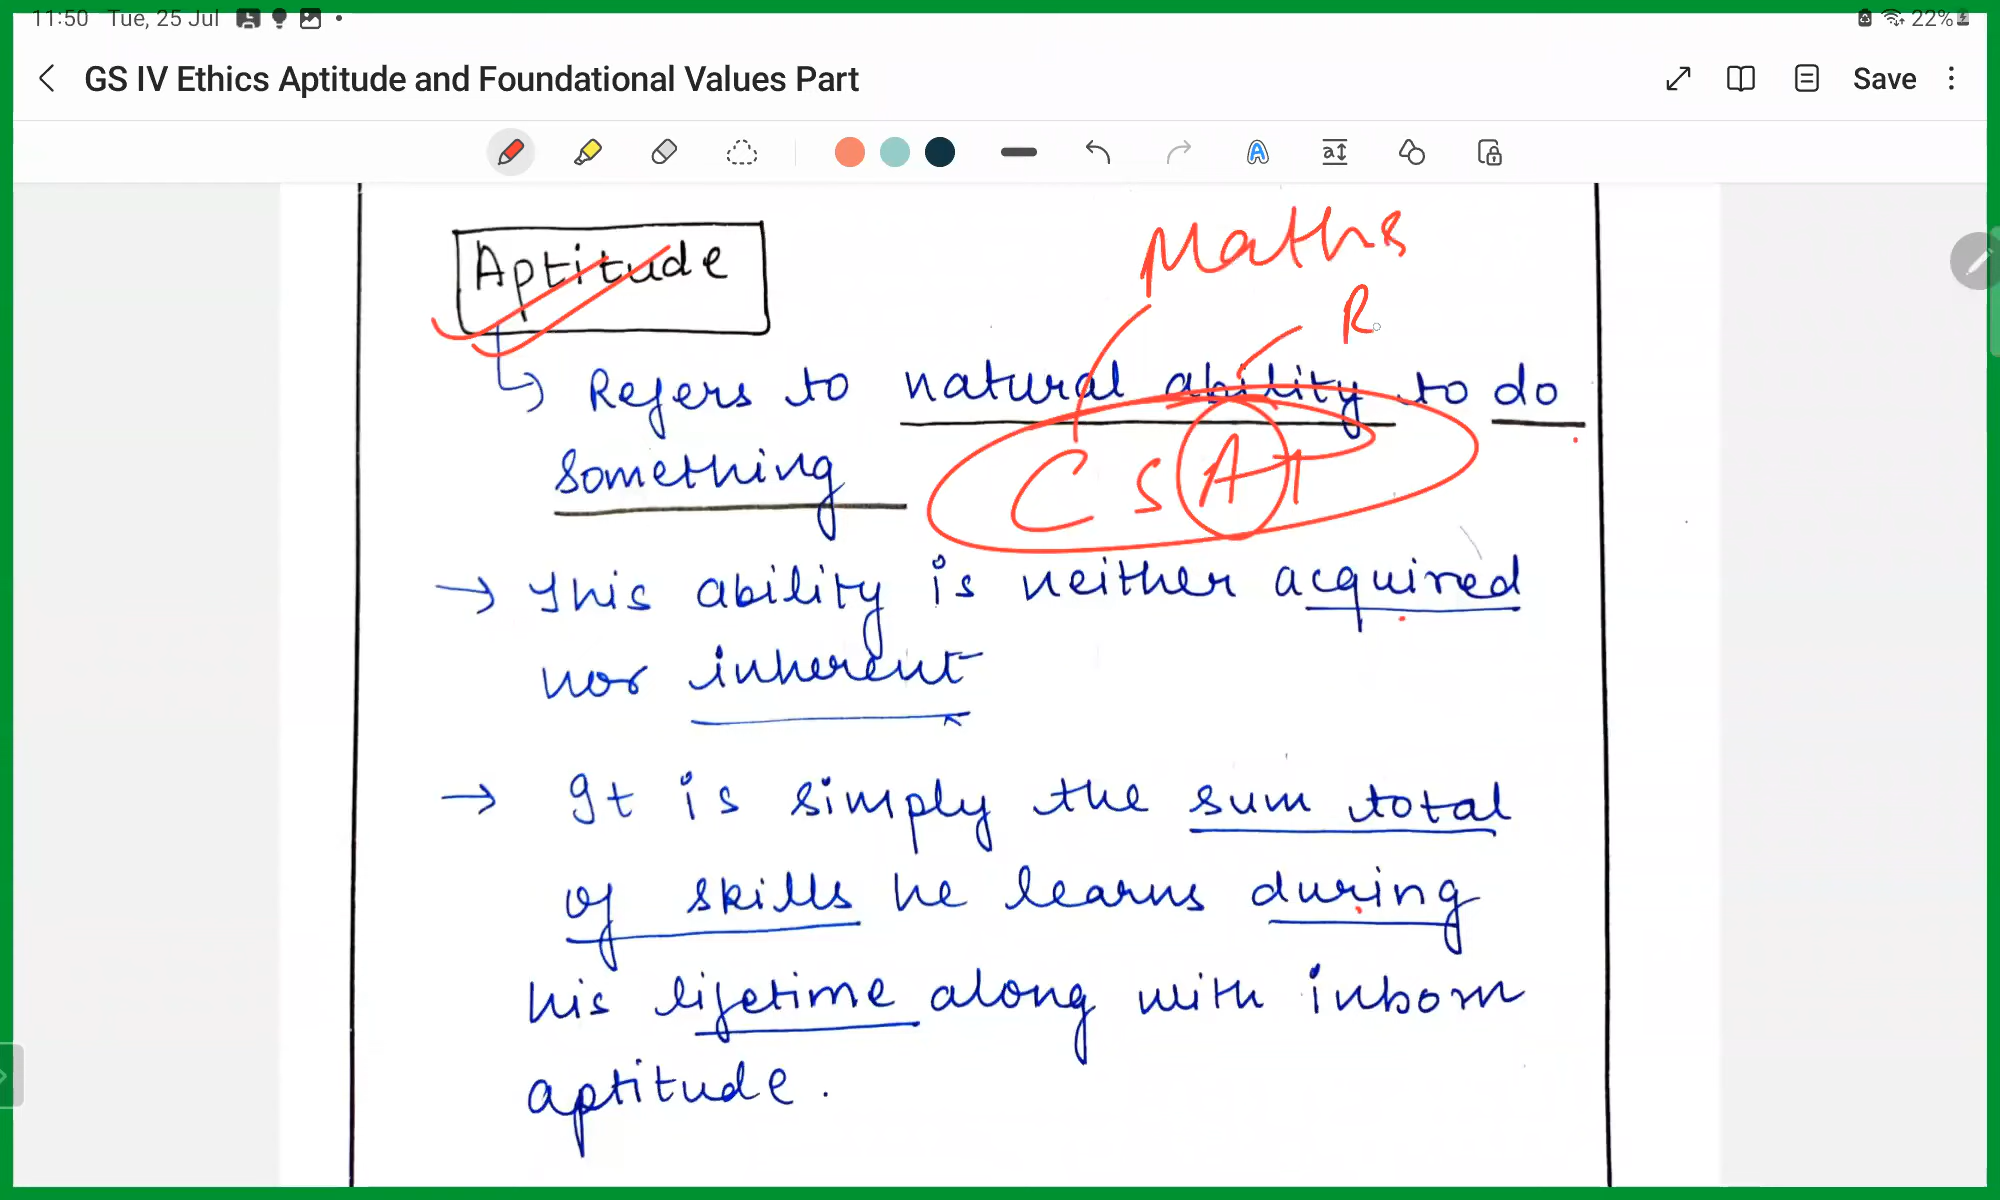 11:50 Tue, 25 Jul
22%
GS IV Ethics Aptitude and Foundational Values Part
Save
Aptitude
Maths
R
Refers to natural ability to do
something
CSAT
→ This ability is neither acquired
nor inherent
→ It is simply the sum total
of skills he learns during
his lifetime along with inborn
aptitude.